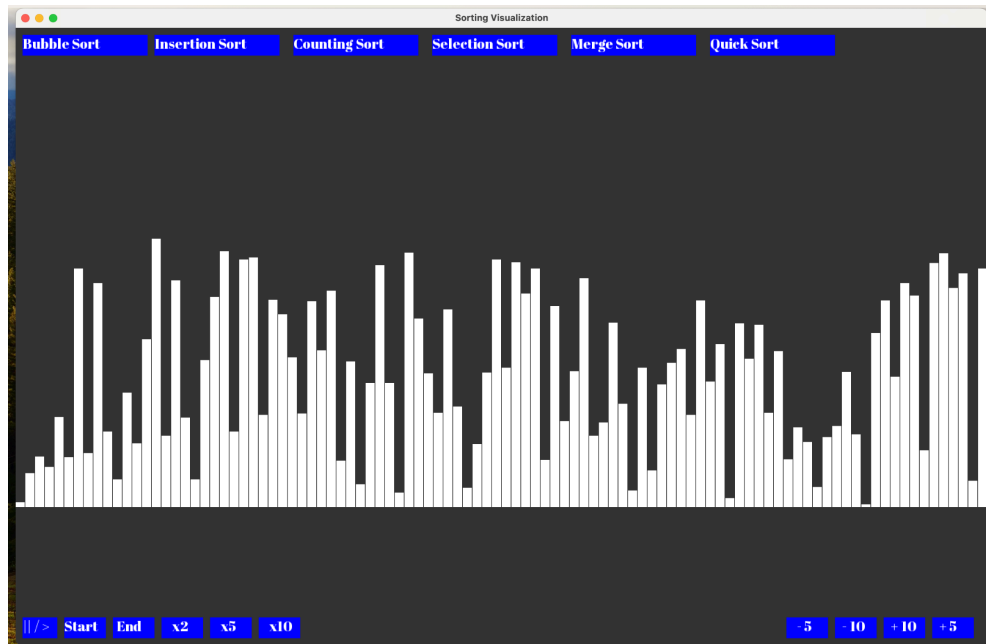 Sorting Visualization
Bubble Sort Insertion Sort Counting Sort Selection Sort Merge Sort Quick Sort
||/> Start End x2 x5 x10 -5 -10 +10 +5